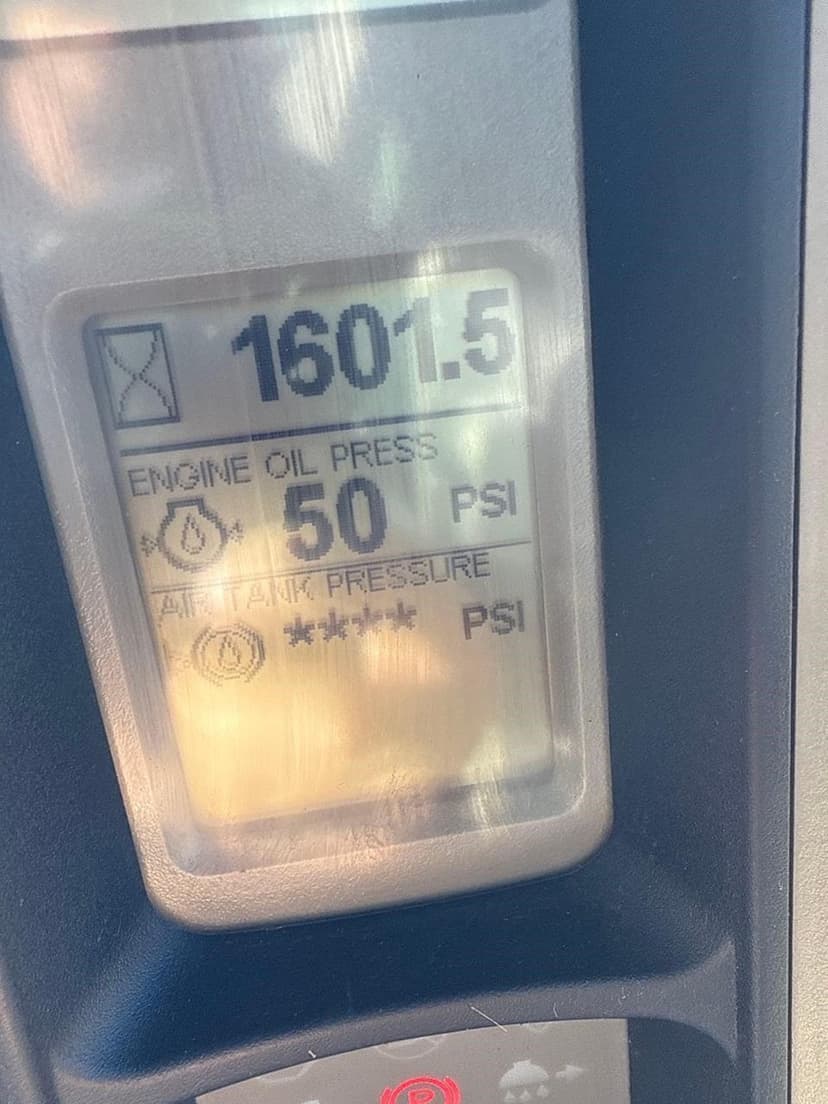 1601.5
ENGINE OIL PRESS
50 PSI
AIR TANK PRESSURE
**** PSI
P